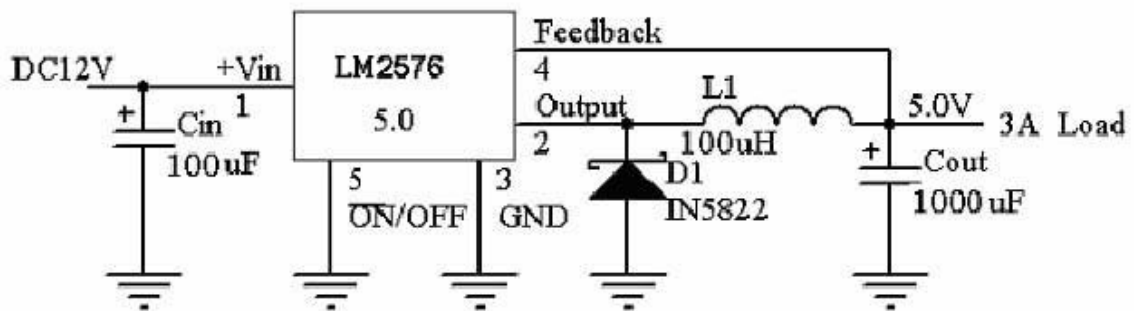 Feedback
4
DC12V
+Vin
1
LM2576
5.0
Output
2
L1
100uH
5.0V
3A Load
+
Cin
100uF
5
ON/OFF
3
GND
D1
IN5822
+
Cout
1000uF